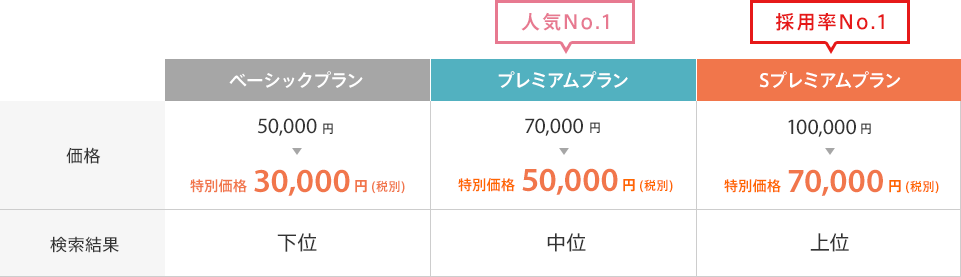 人気No.1
採用率No.1
ベーシックプラン
プレミアムプラン
Sプレミアムプラン
価格
50,000 円
特別価格 30,000 円 (税別)
70,000 円
特別価格 50,000 円 (税別)
100,000 円
特別価格 70,000 円 (税別)
検索結果
下位
中位
上位